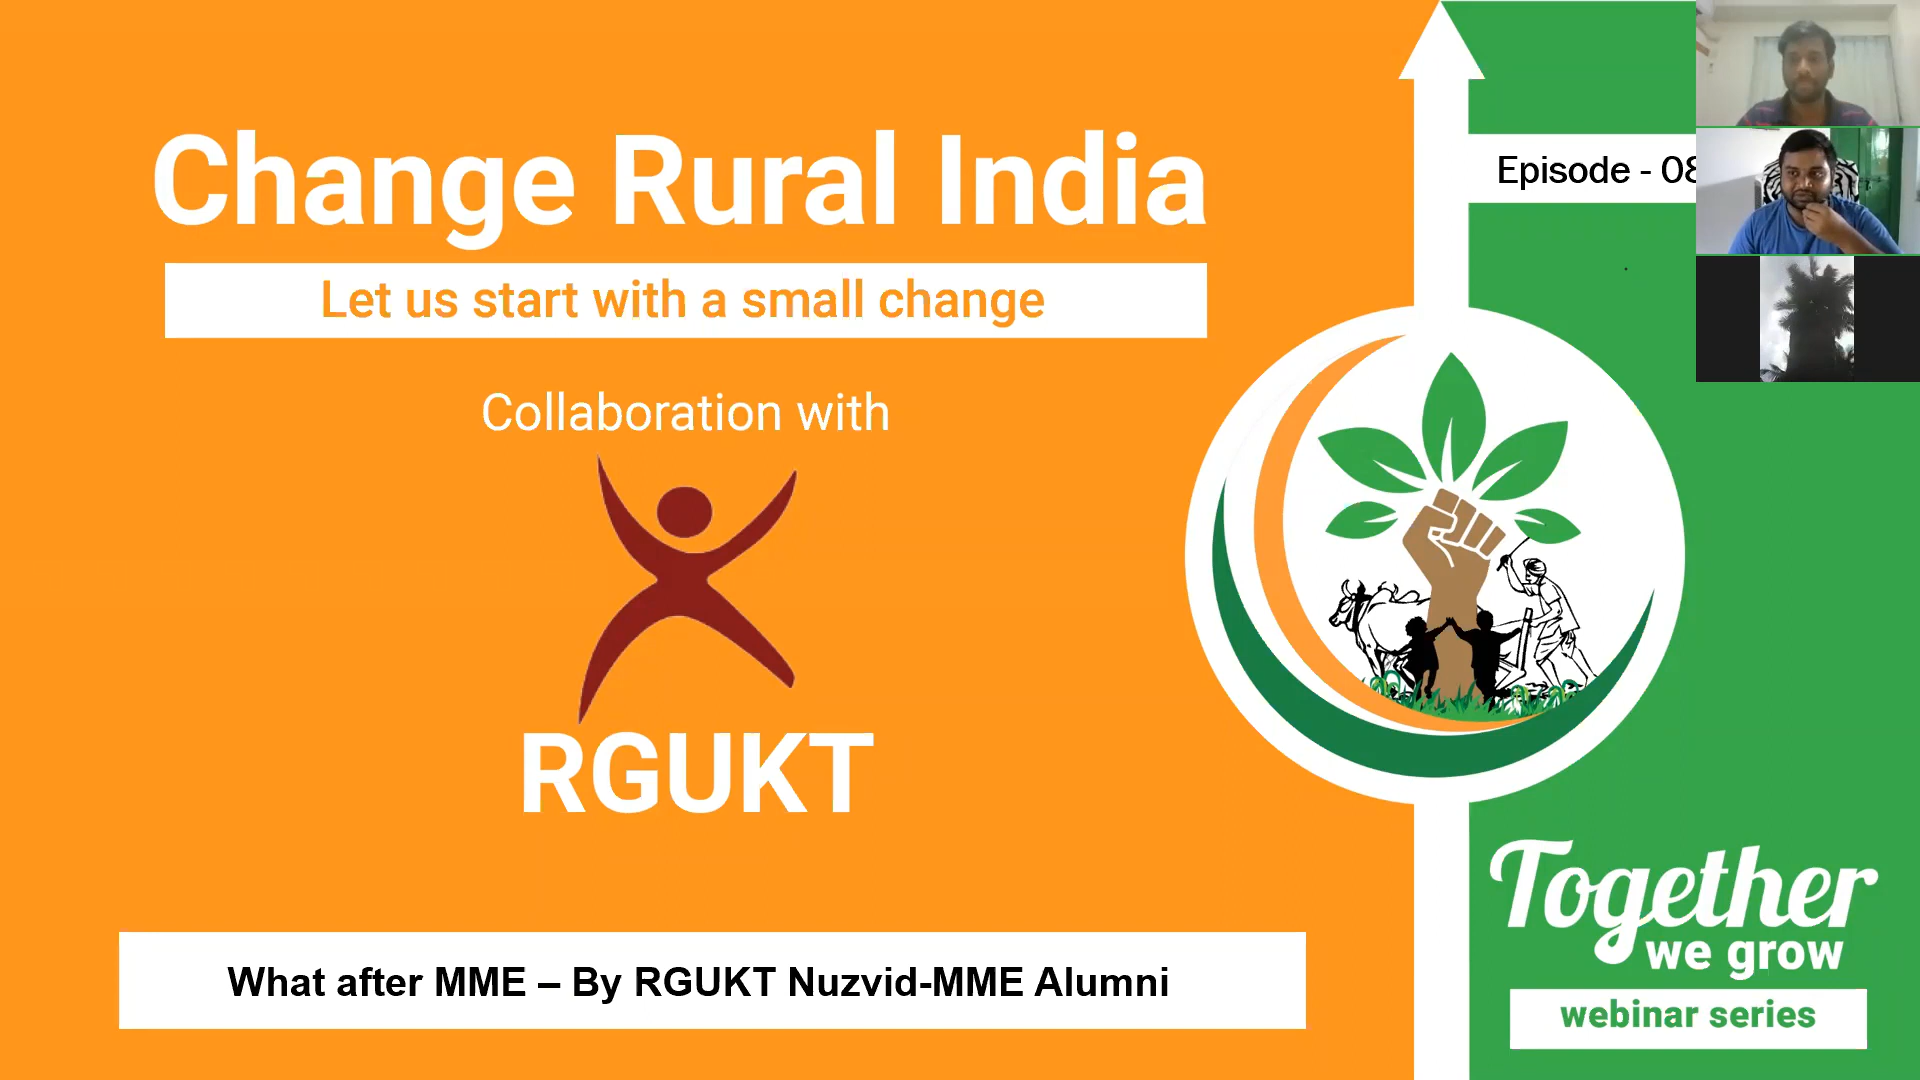 Change Rural India
Let us start with a small change
Collaboration with
RGUKT
What after MME – By RGUKT Nuzvid-MME Alumni
Episode - 08
Together
we grow
webinar series